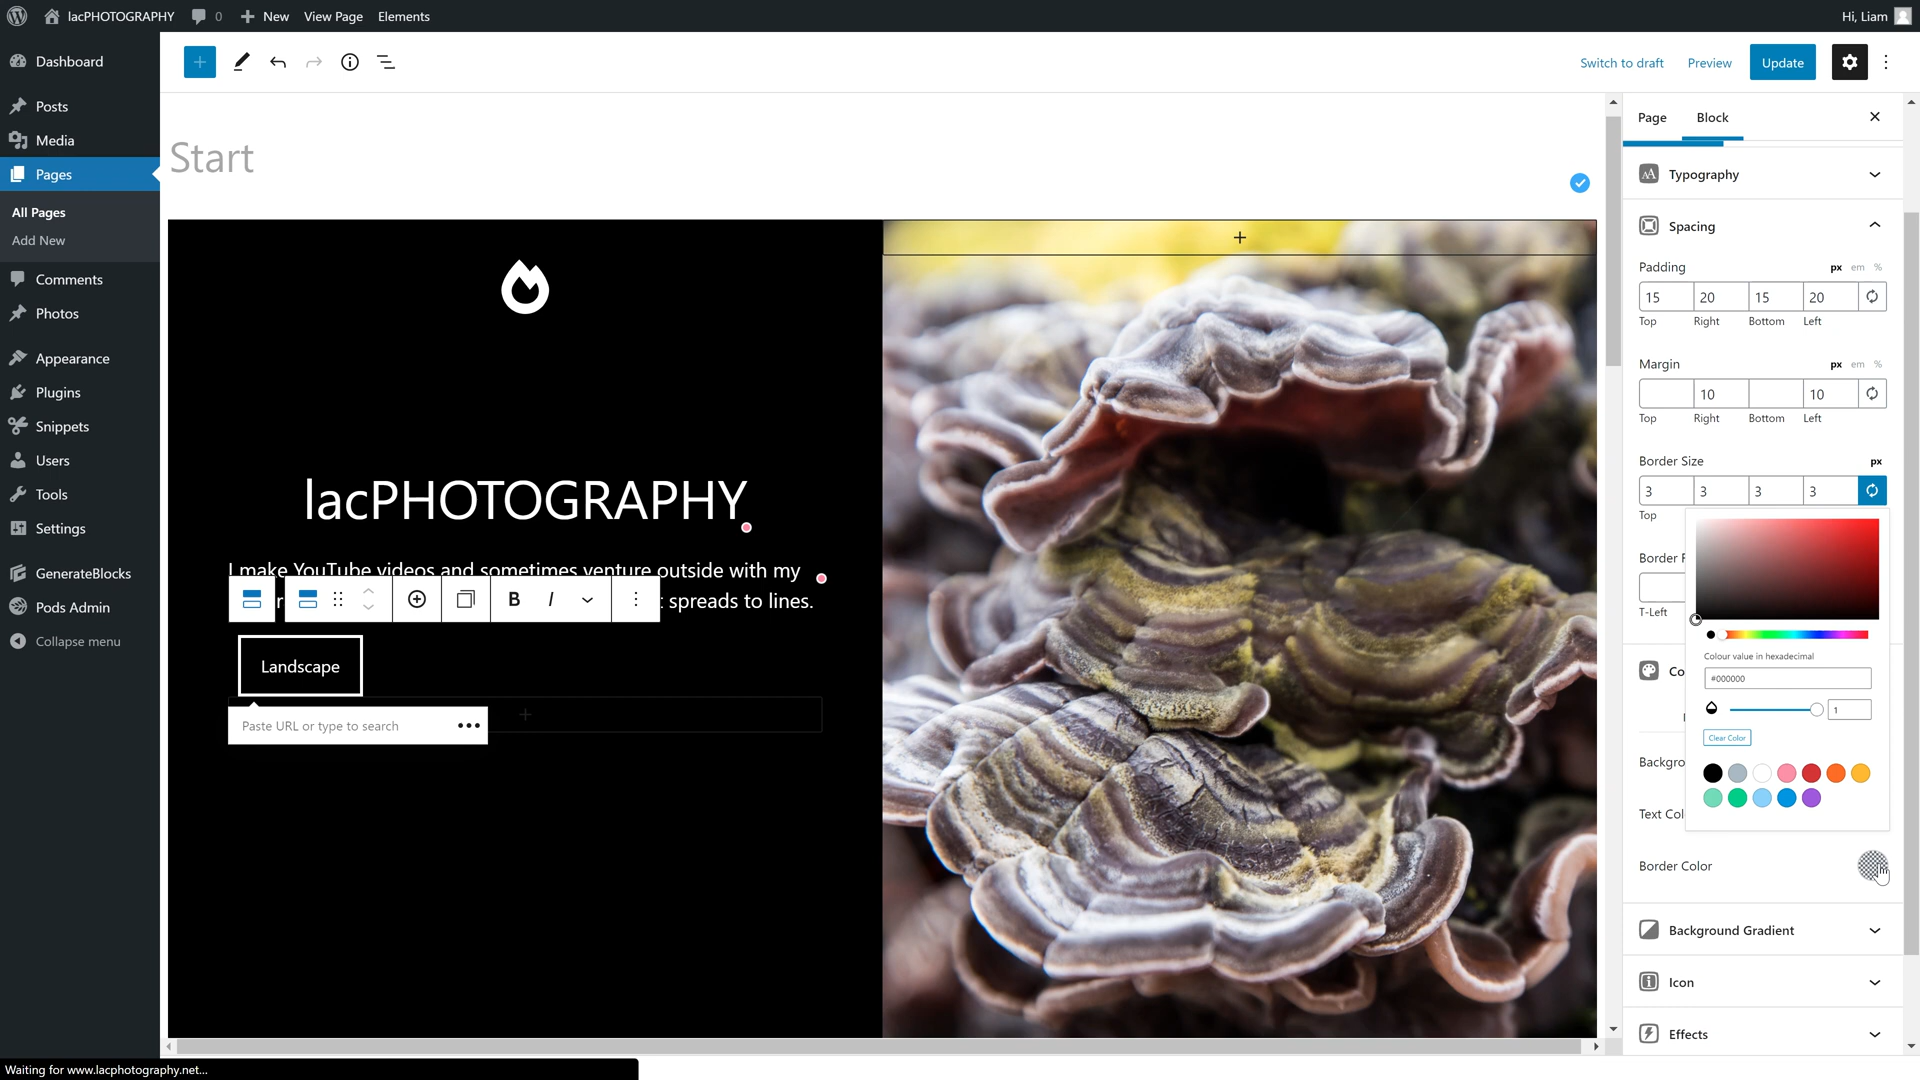 lacPHOTOGRAPHY
0
New
View Page
Elements
Hi, Liam
Dashboard
Posts
Media
Pages
All Pages
Add New
Comments
Photos
Appearance
Plugins
Snippets
Users
Tools
Settings
GenerateBlocks
Pods Admin
Collapse menu
Switch to draft
Preview
Update
Start
lacPHOTOGRAPHY
I make YouTube videos and sometimes venture outside with my
spreads to lines.
B I
Landscape
Paste URL or type to search
Page
Block
Typography
Spacing
Padding
px em %
15 20 15 20
Top Right Bottom Left
Margin
px em %
10 10
Top Right Bottom Left
Border Size
px
3 3 3 3
Top
Border
T-Left
Co
Colour value in hexadecimal
#000000
1
Clear Color
Backgro
Text Col
Border Color
Background Gradient
Icon
Effects
Waiting for www.lacphotography.net...